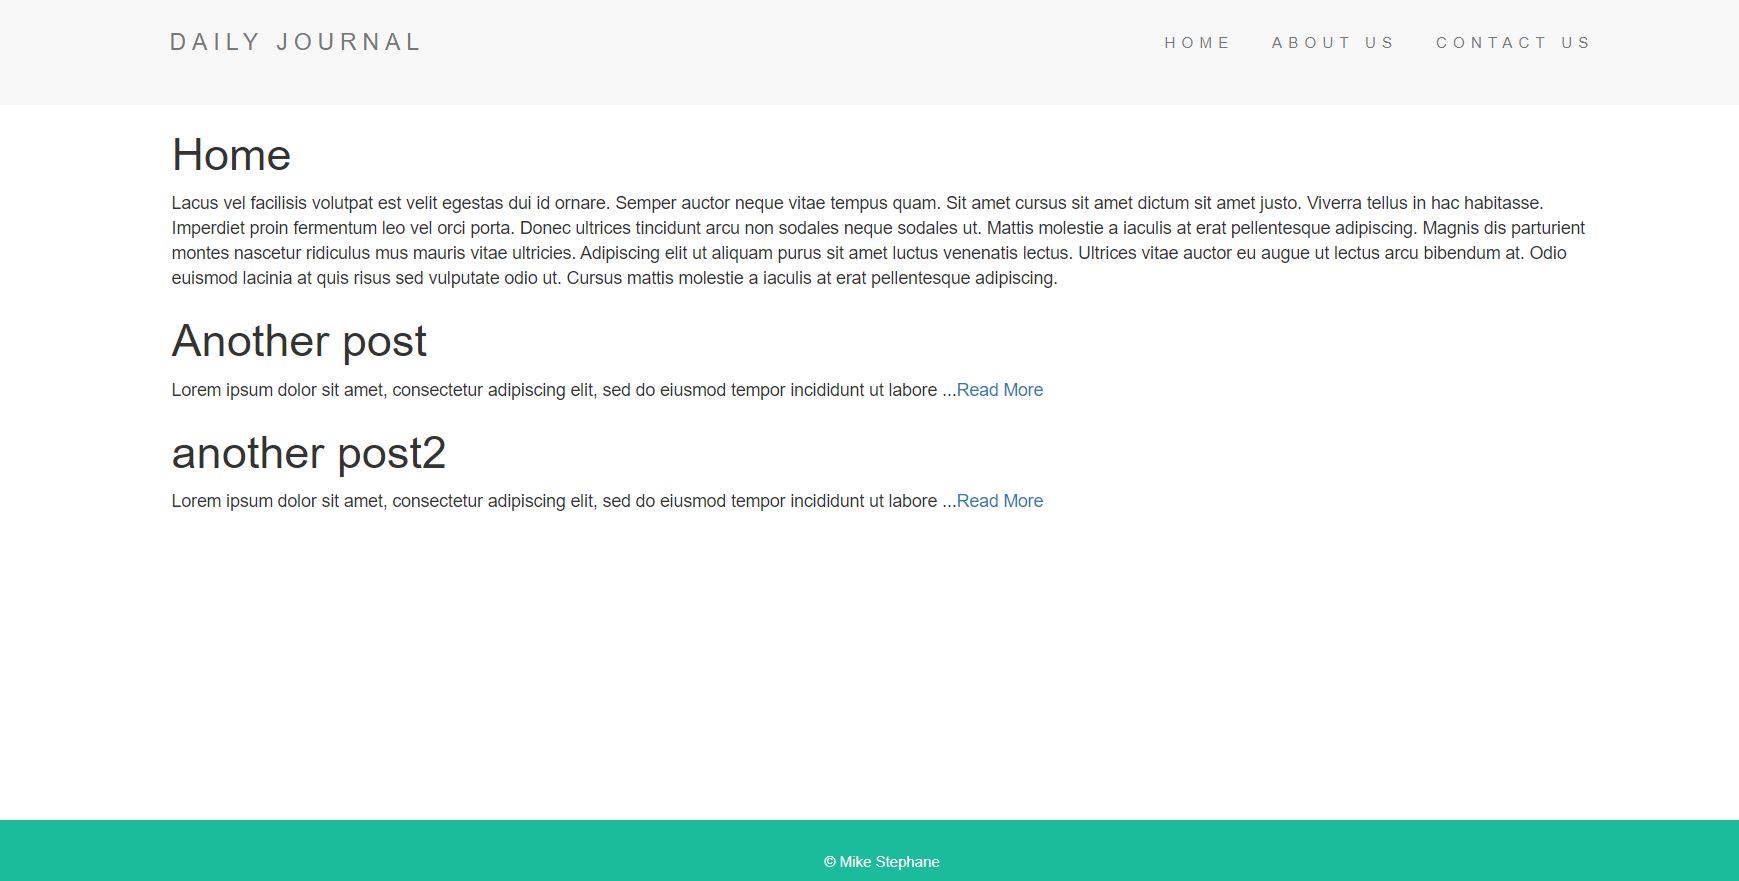 DAILY JOURNAL
HOME ABOUT US CONTACT US
Home
Lacus vel facilisis volutpat est velit egestas dui id ornare. Semper auctor neque vitae tempus quam. Sit amet cursus sit amet dictum sit amet justo. Viverra tellus in hac habitasse.
Imperdiet proin fermentum leo vel orci porta. Donec ultrices tincidunt arcu non sodales neque sodales ut. Mattis molestie a iaculis at erat pellentesque adipiscing. Magnis dis parturient
montes nascetur ridiculus mus mauris vitae ultricies. Adipiscing elit ut aliquam purus sit amet luctus venenatis lectus. Ultrices vitae auctor eu augue ut lectus arcu bibendum at. Odio
euismod lacinia at quis risus sed vulputate odio ut. Cursus mattis molestie a iaculis at erat pellentesque adipiscing.
Another post
Lorem ipsum dolor sit amet, consectetur adipiscing elit, sed do eiusmod tempor incididunt ut labore ...Read More
another post2
Lorem ipsum dolor sit amet, consectetur adipiscing elit, sed do eiusmod tempor incididunt ut labore ...Read More
© Mike Stephane